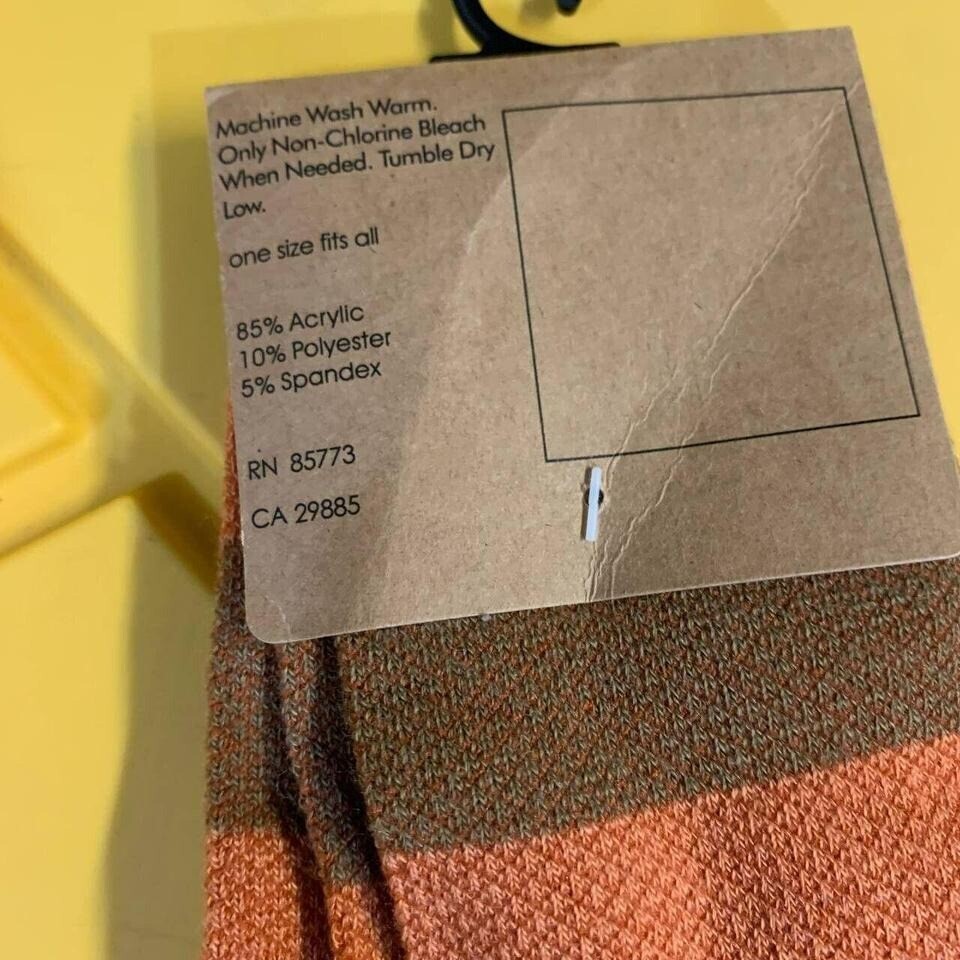 Machine Wash Warm.
Only Non-Chlorine Bleach
When Needed. Tumble Dry
Low.
one size fits all
85% Acrylic
10% Polyester
5% Spandex
RN 85773
CA 29885